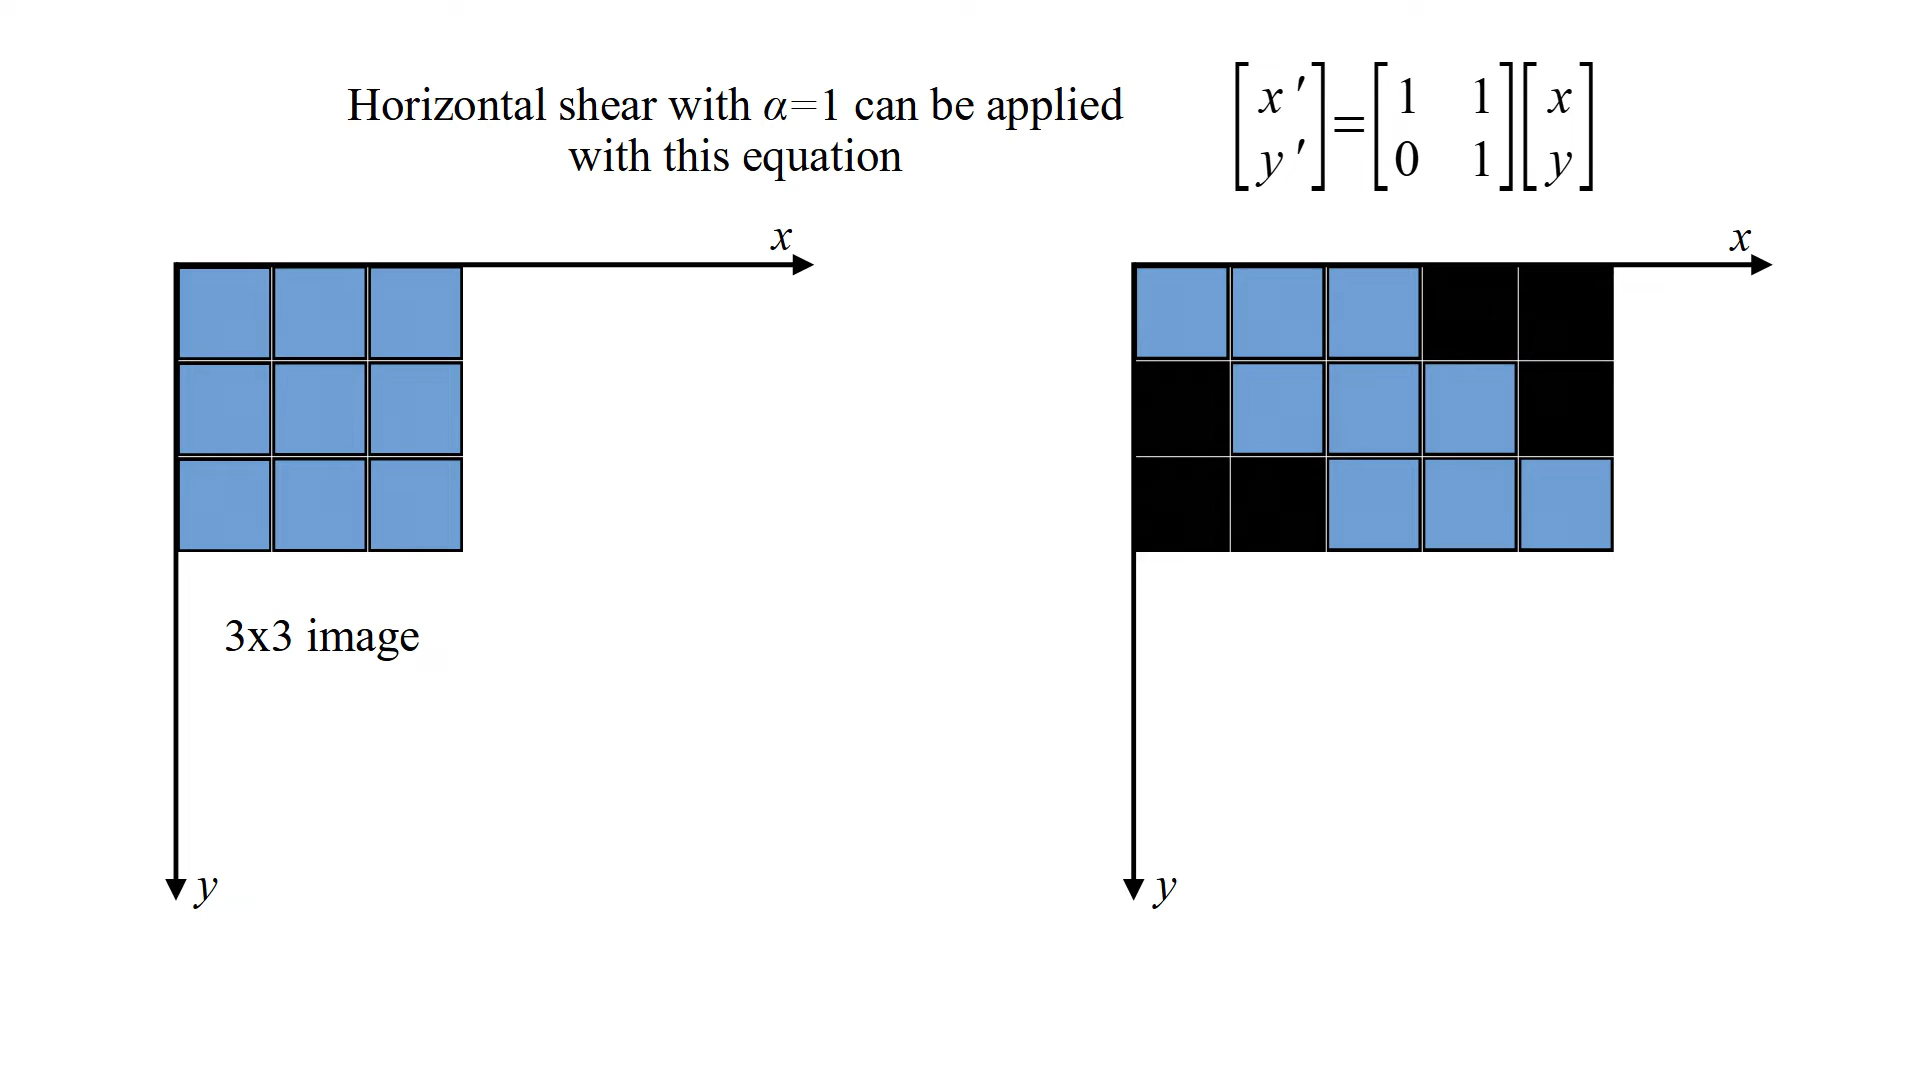 Horizontal shear with α=1 can be applied
with this equation
[x′ y′] = [1 1 0 1] [x y]
x
x
3x3 image
y
y